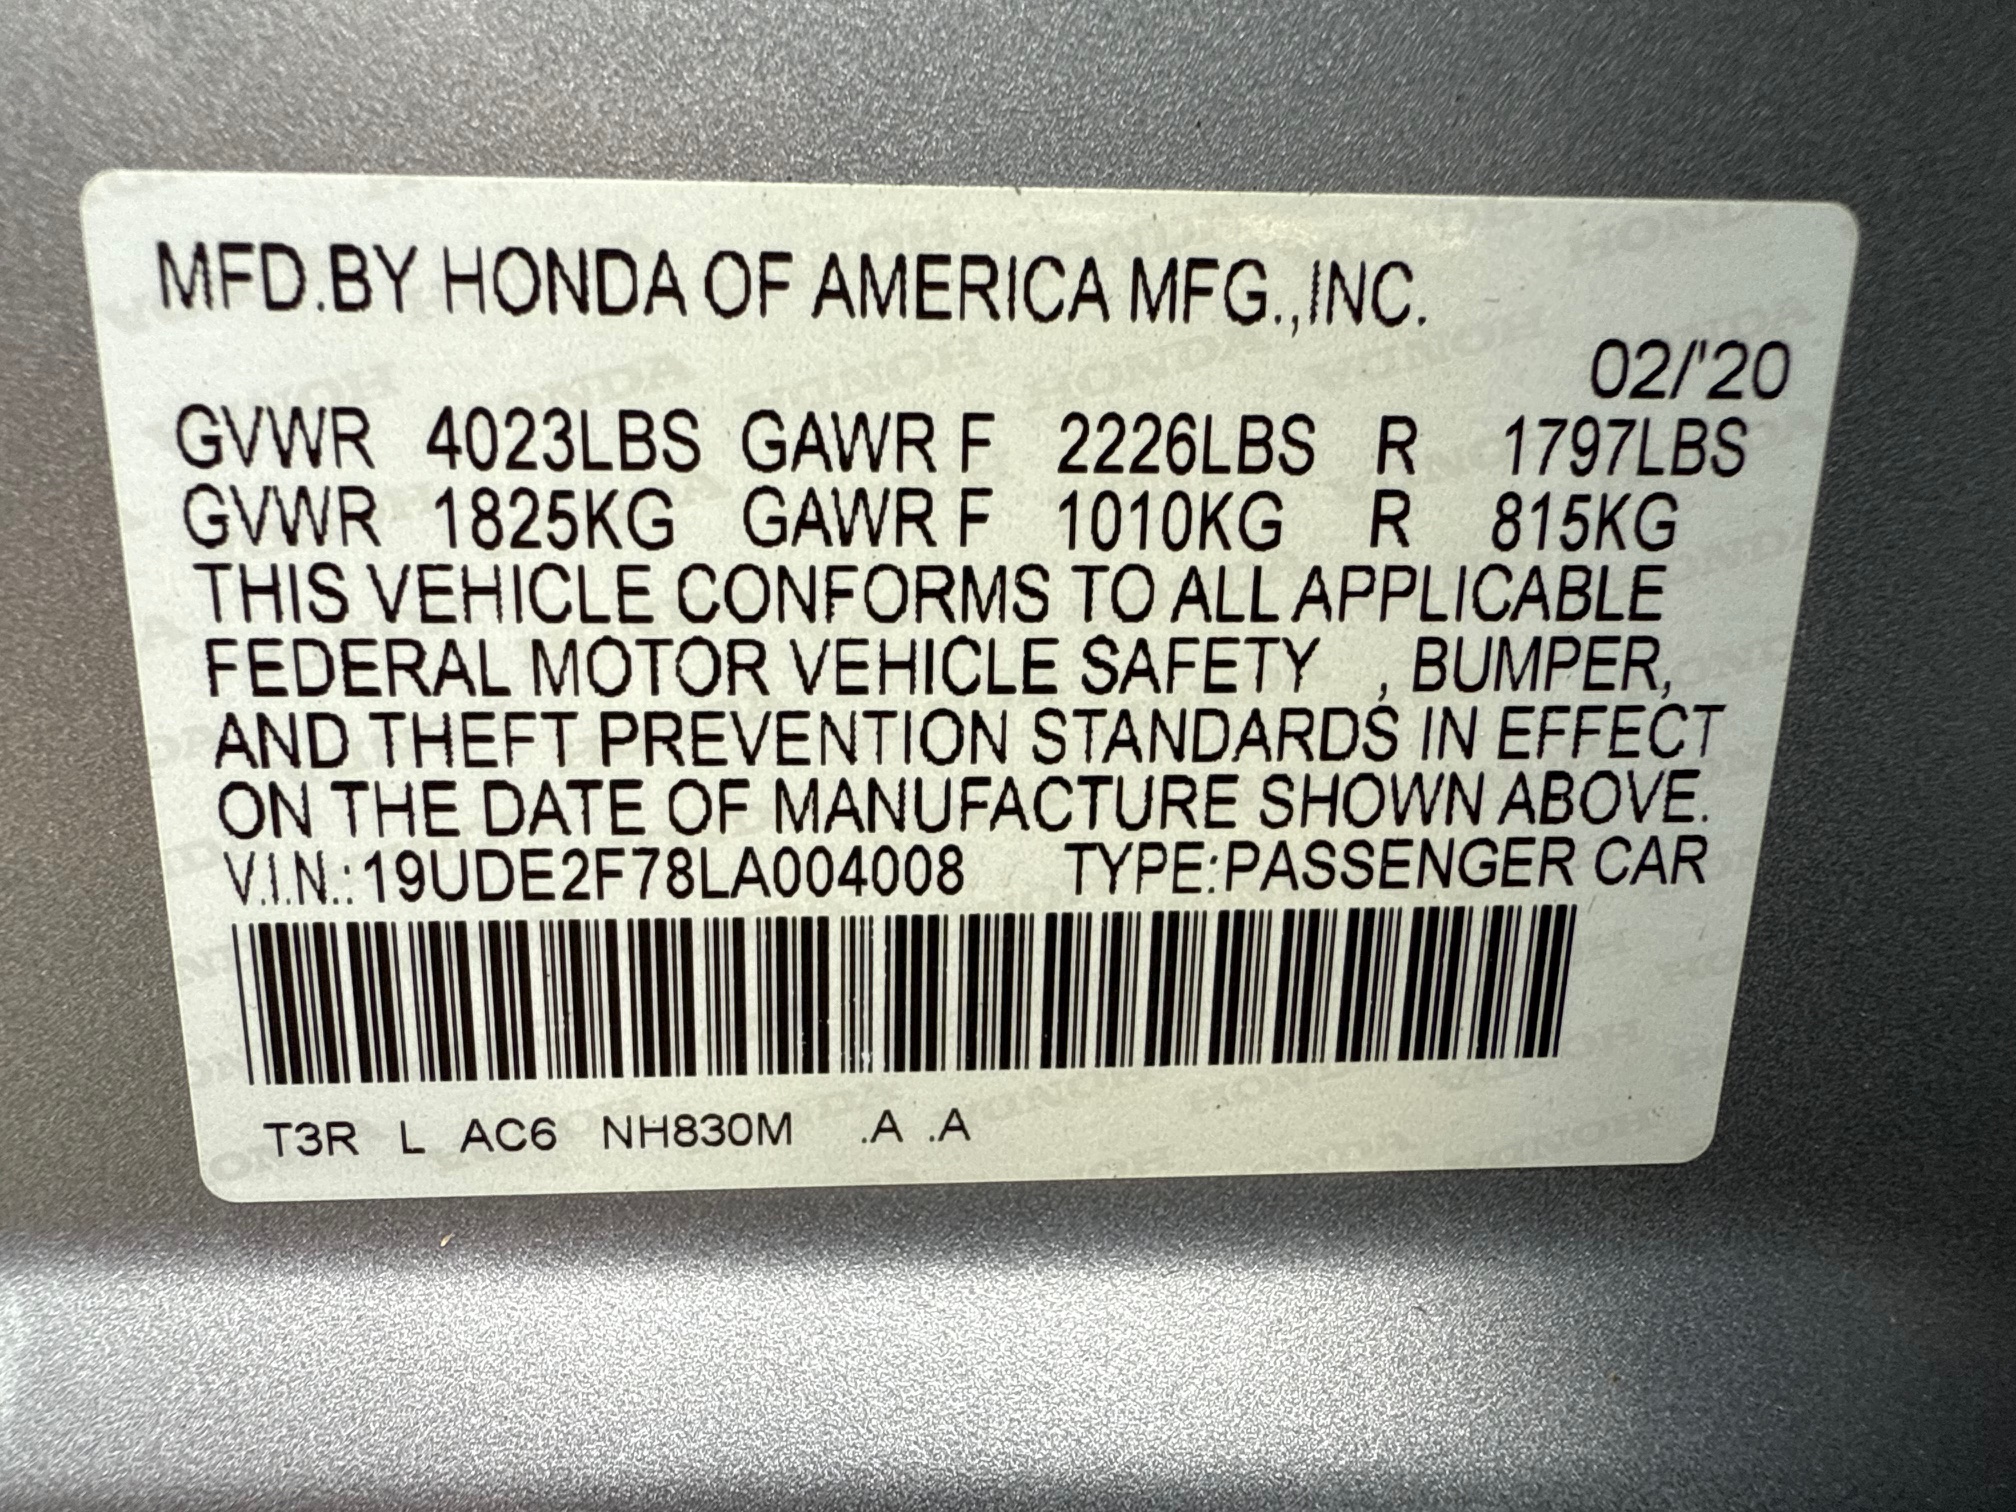 MFD.BY HONDA OF AMERICA MFG.,INC.
02/'20
GVWR 4023LBS GAWR F 2226LBS R 1797LBS
GVWR 1825KG GAWR F 1010KG R 815KG
THIS VEHICLE CONFORMS TO ALL APPLICABLE
FEDERAL MOTOR VEHICLE SAFETY , BUMPER,
AND THEFT PREVENTION STANDARDS IN EFFECT
ON THE DATE OF MANUFACTURE SHOWN ABOVE.
V.I.N.: 19UDE2F78LA004008 TYPE:PASSENGER CAR
T3R L AC6 NH830M .A .A